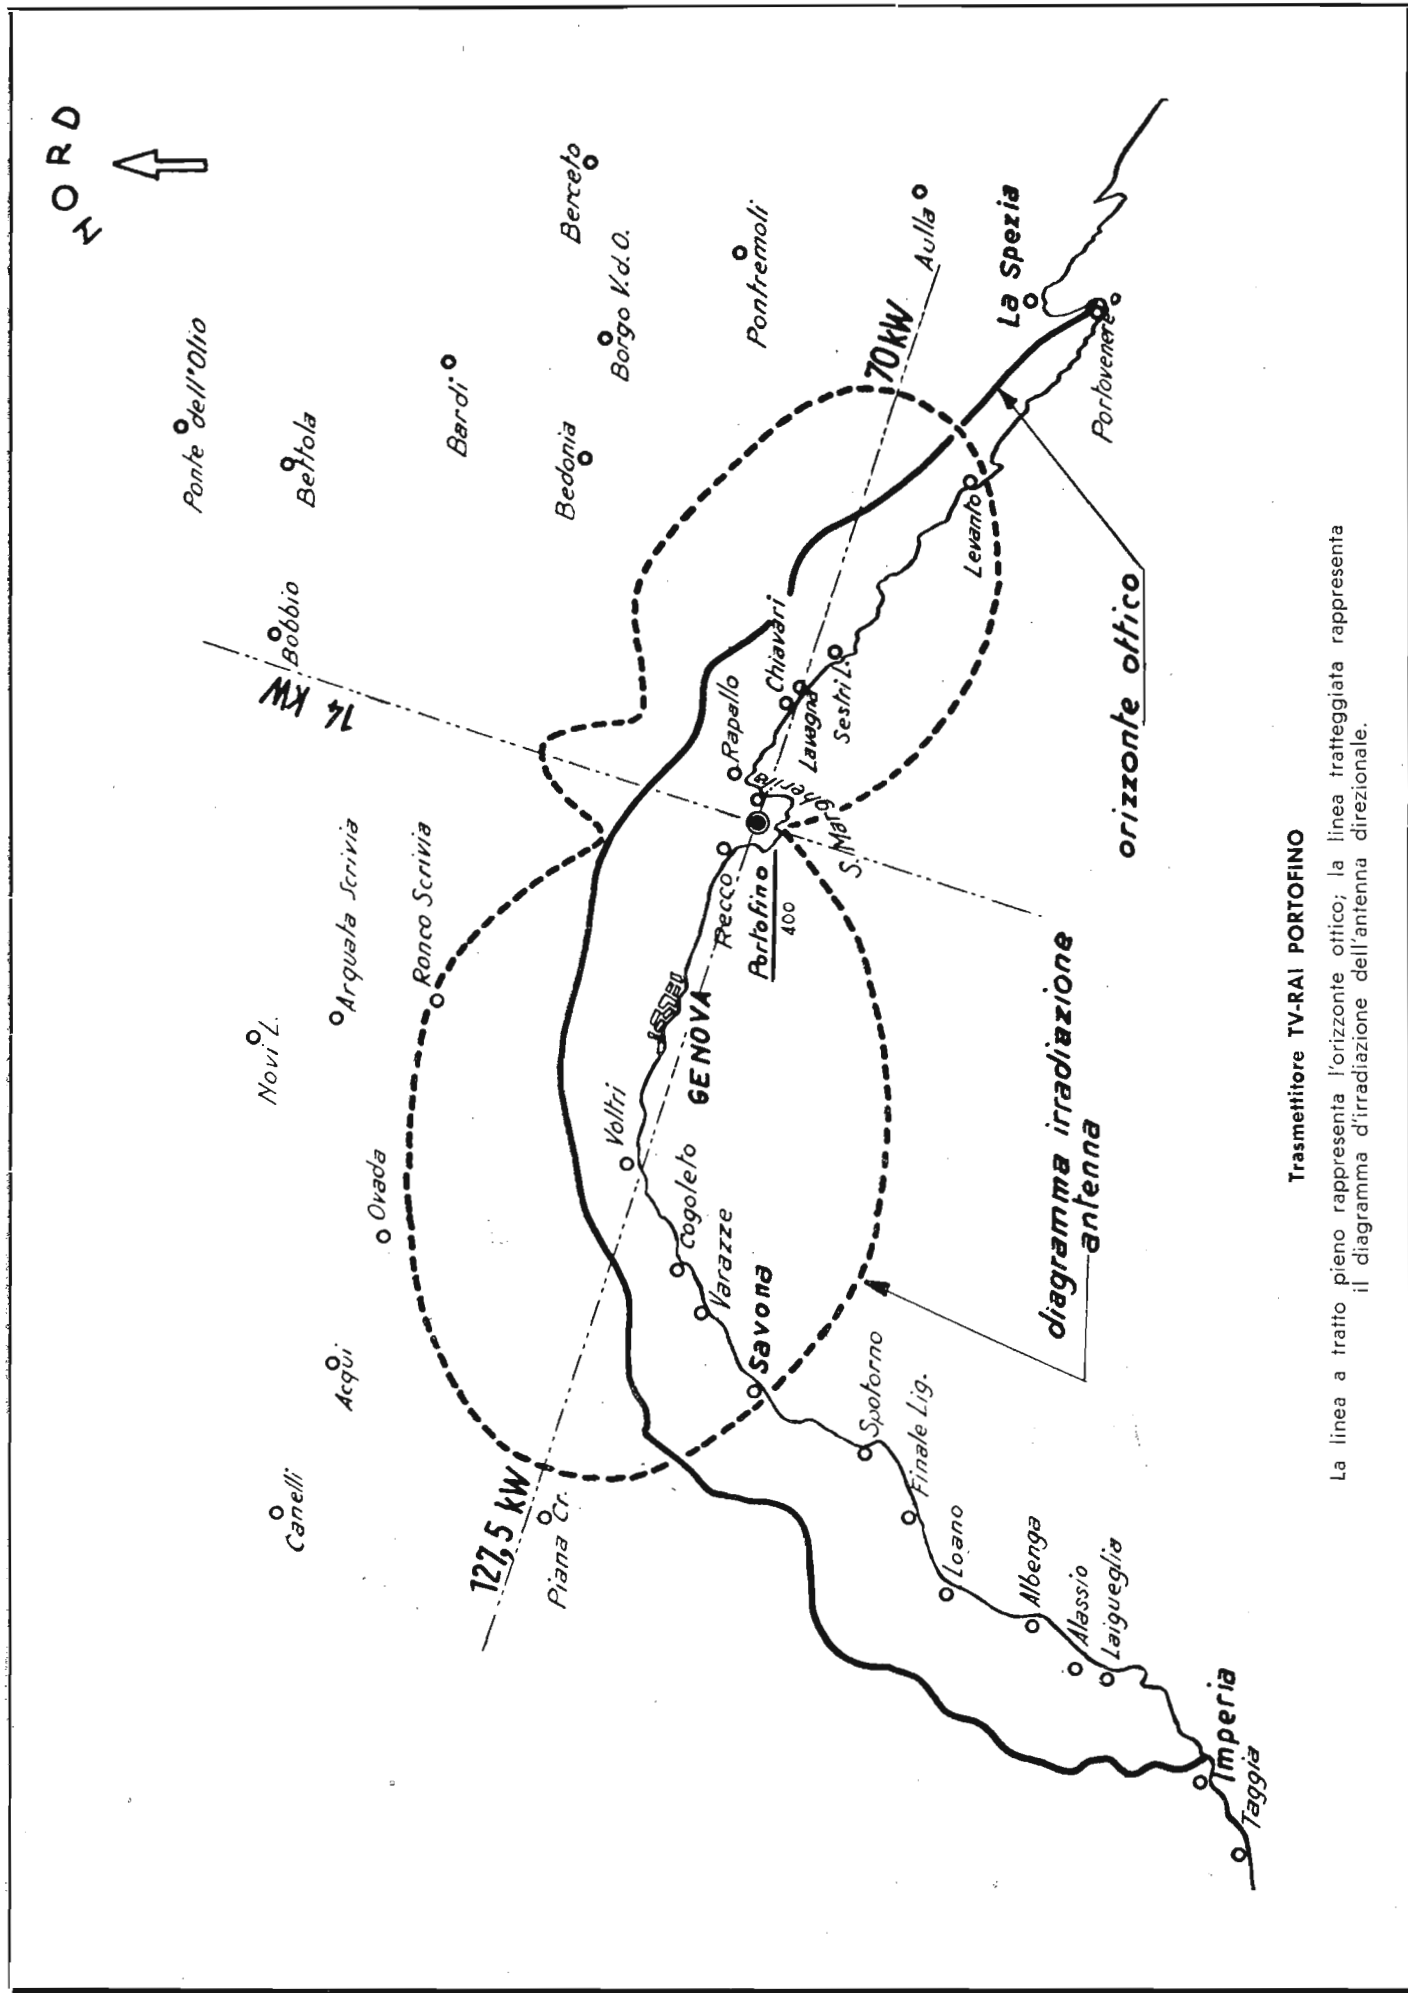 NORD
Ponte dell'Olio
Bettola
Bobbio
Bardi
Berceto
Borgo V.d.O.
Bedonia
Pontremoli
Aulla
La Spezia
Portovenere
70 kW
14 kW
Levanto
Chiavari
Lavagna
Sestri L.
Rapallo
S. Margherita
Recco
Portofino
400
Arquata Scrivia
Ronco Scrivia
Novi L.
Ovada
Acqui
Canelli
GENOVA
Voltri
Cogoleto
Varazze
Savona
127,5 kW
Piana Cr.
Spotorno
Finale Lig.
Loano
Albenga
Alassio
Laigueglia
Imperia
Taggia
orizzonte ottico
diagramma irradiazione
antenna
Trasmettitore TV-RAI PORTOFINO
La linea a tratto pieno rappresenta l'orizzonte ottico; la linea tratteggiata rappresenta
il diagramma d'irradiazione dell'antenna direzionale.